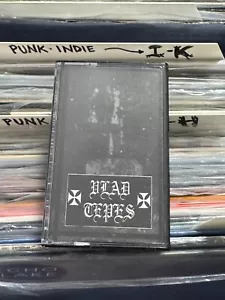 PUNK · INDIE → I-K
PUNK
VLAD
TEPES